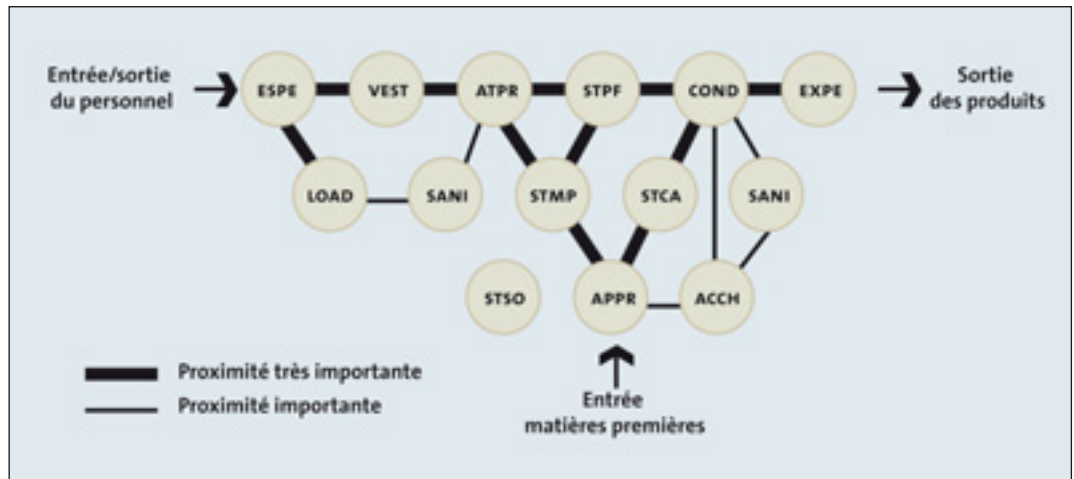 Entrée/sortie
du personnel
ESPE
VEST
ATPR
STPF
COND
EXPE
Sortie
des produits
LOAD
SANI
STMP
STCA
SANI
STSO
APPR
ACCH
Proximité très importante
Proximité importante
Entrée
matières premières